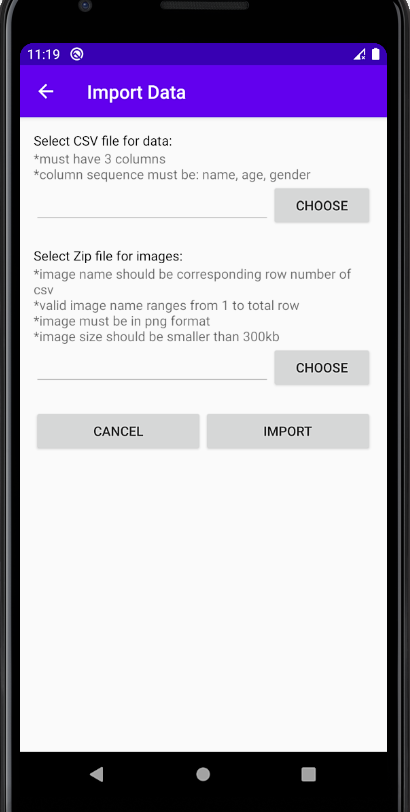 11:19
Import Data
Select CSV file for data:
*must have 3 columns
*column sequence must be: name, age, gender
CHOOSE
Select Zip file for images:
*image name should be corresponding row number of
csv
*valid image name ranges from 1 to total row
*image must be in png format
*image size should be smaller than 300kb
CHOOSE
CANCEL IMPORT